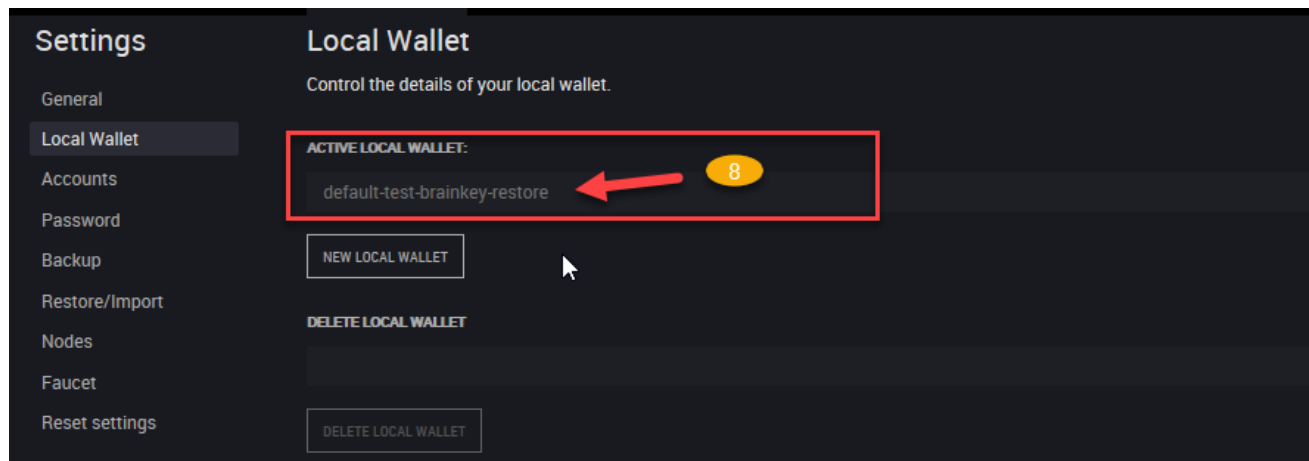 Settings
General
Local Wallet
Accounts
Password
Backup
Restore/Import
Nodes
Faucet
Reset settings
Local Wallet
Control the details of your local wallet.
ACTIVE LOCAL WALLET:
default-test-brainkey-restore
8
NEW LOCAL WALLET
DELETE LOCAL WALLET
DELETE LOCAL WALLET